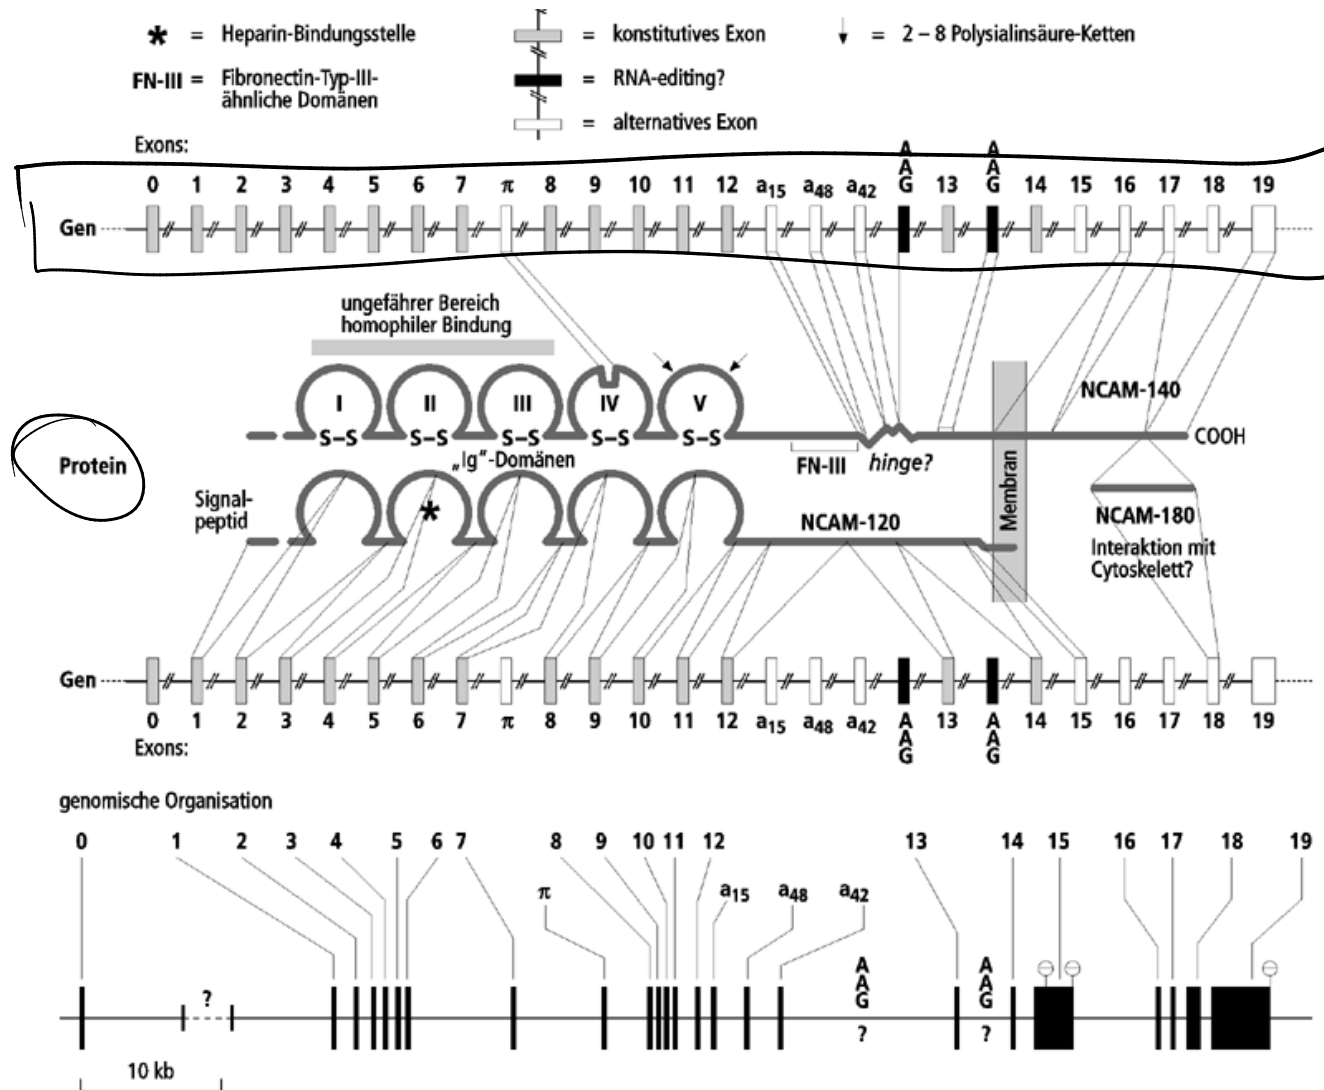 * = Heparin-Bindungsstelle
FN-III = Fibronectin-Typ-III-
ähnliche Domänen
= konstitutives Exon
= RNA-editing?
= alternatives Exon
↓ = 2 – 8 Polysialinsäure-Ketten
Exons:
0 1 2 3 4 5 6 7 π 8 9 10 11 12 a15 a48 a42 AAG 13 AAG 14 15 16 17 18 19
Gen
ungefährer Bereich
homophiler Bindung
I II III IV V
S–S S–S S–S S–S S–S
„Ig“-Domänen
FN-III
hinge?
NCAM-140
COOH
Protein
Signal-
peptid
*
NCAM-120
Membran
NCAM-180
Interaktion mit
Cytoskelett?
Gen
0 1 2 3 4 5 6 7 π 8 9 10 11 12 a15 a48 a42 AAG 13 AAG 14 15 16 17 18 19
Exons:
genomische Organisation
0 1 2 3 4 5 6 7 8 9 10 11 12 13 14 15 16 17 18 19
π a15 a48 a42
AAG AAG
? ? ?
10 kb